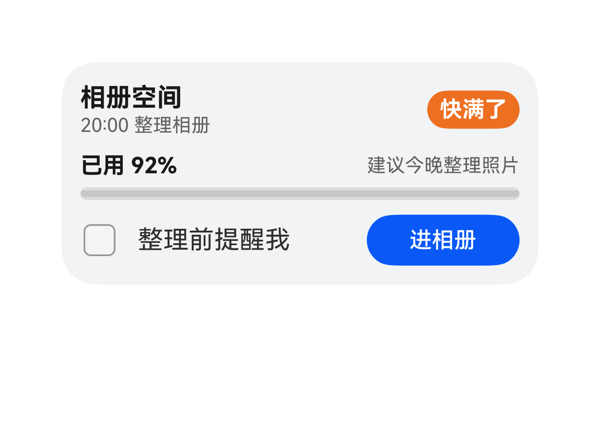 相册空间
快满了
20:00 整理相册
已用 92%
建议今晚整理照片
整理前提醒我
进相册